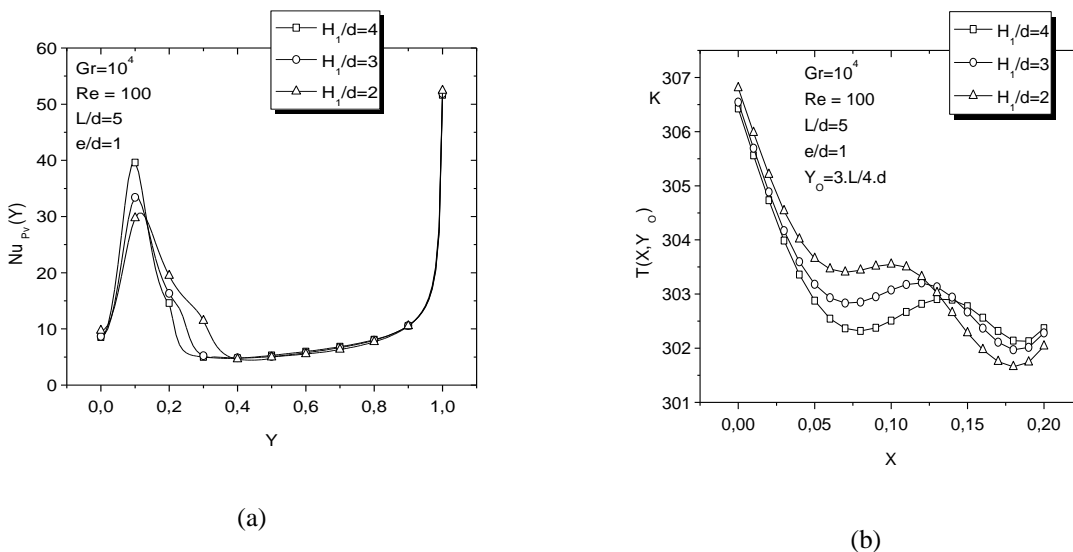 H1/d=4
H1/d=3
H1/d=2
Gr=10^4
Re = 100
L/d=5
e/d=1
60
50
40
30
20
10
0
0,0 0,2 0,4 0,6 0,8 1,0
Nu Pv (Y)
Y
(a)
H1/d=4
H1/d=3
H1/d=2
Gr=10^4
Re = 100
L/d=5
e/d=1
YO=3.L/4.d
K
307
306
305
304
303
302
301
0,00 0,05 0,10 0,15 0,20
T(X,YO)
X
(b)